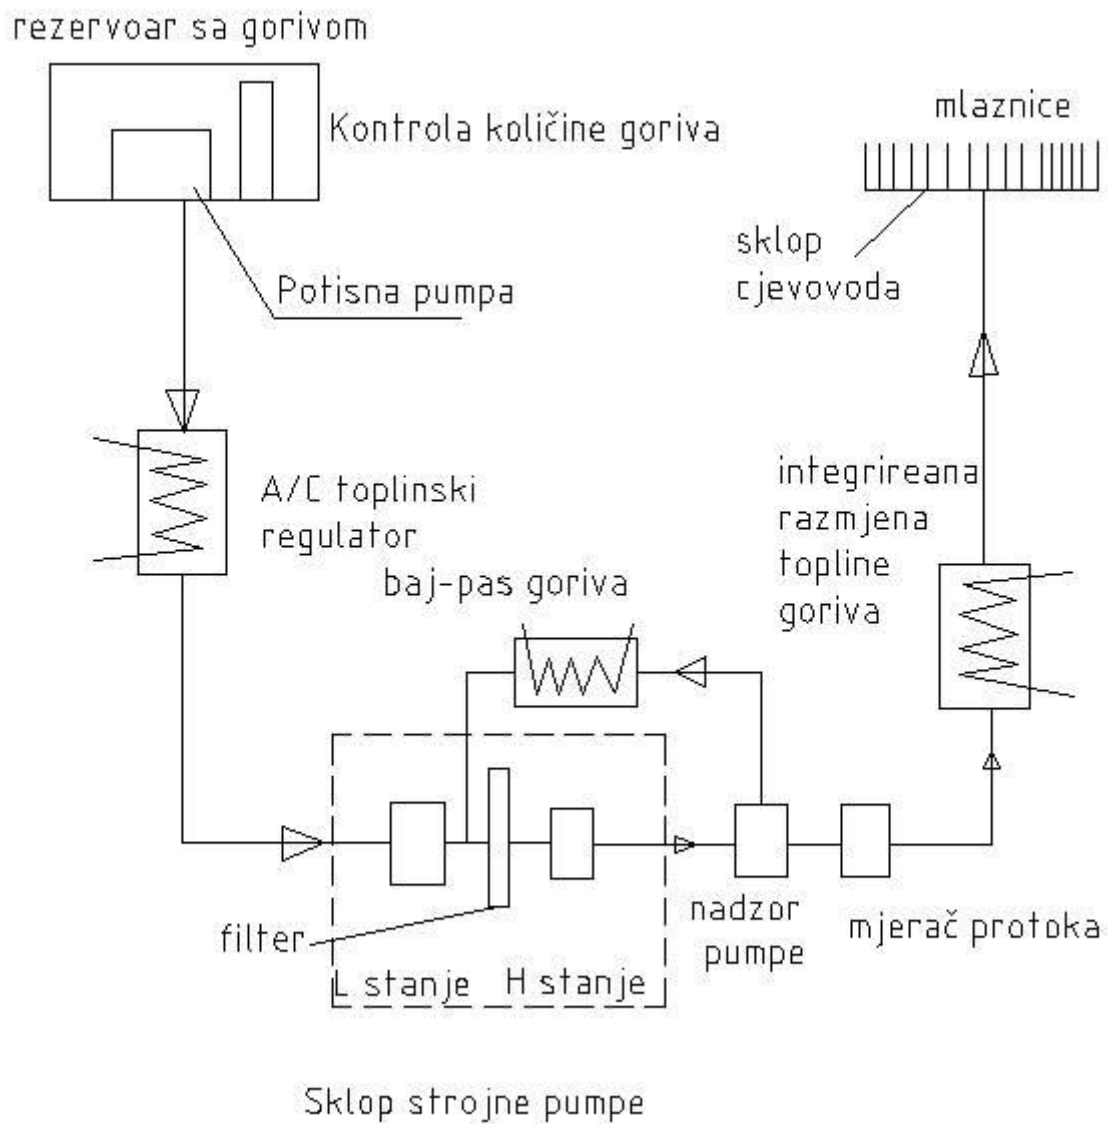 rezervoar sa gorivom
Kontrola količine goriva
mlaznice
sklop
cjevovoda
Potisna pumpa
A/C toplinski
regulator
integrireana
razmjena
topline
goriva
baj-pas goriva
filter
L stanje
H stanje
nadzor
pumpe
mjerač protoka
Sklop strojne pumpe